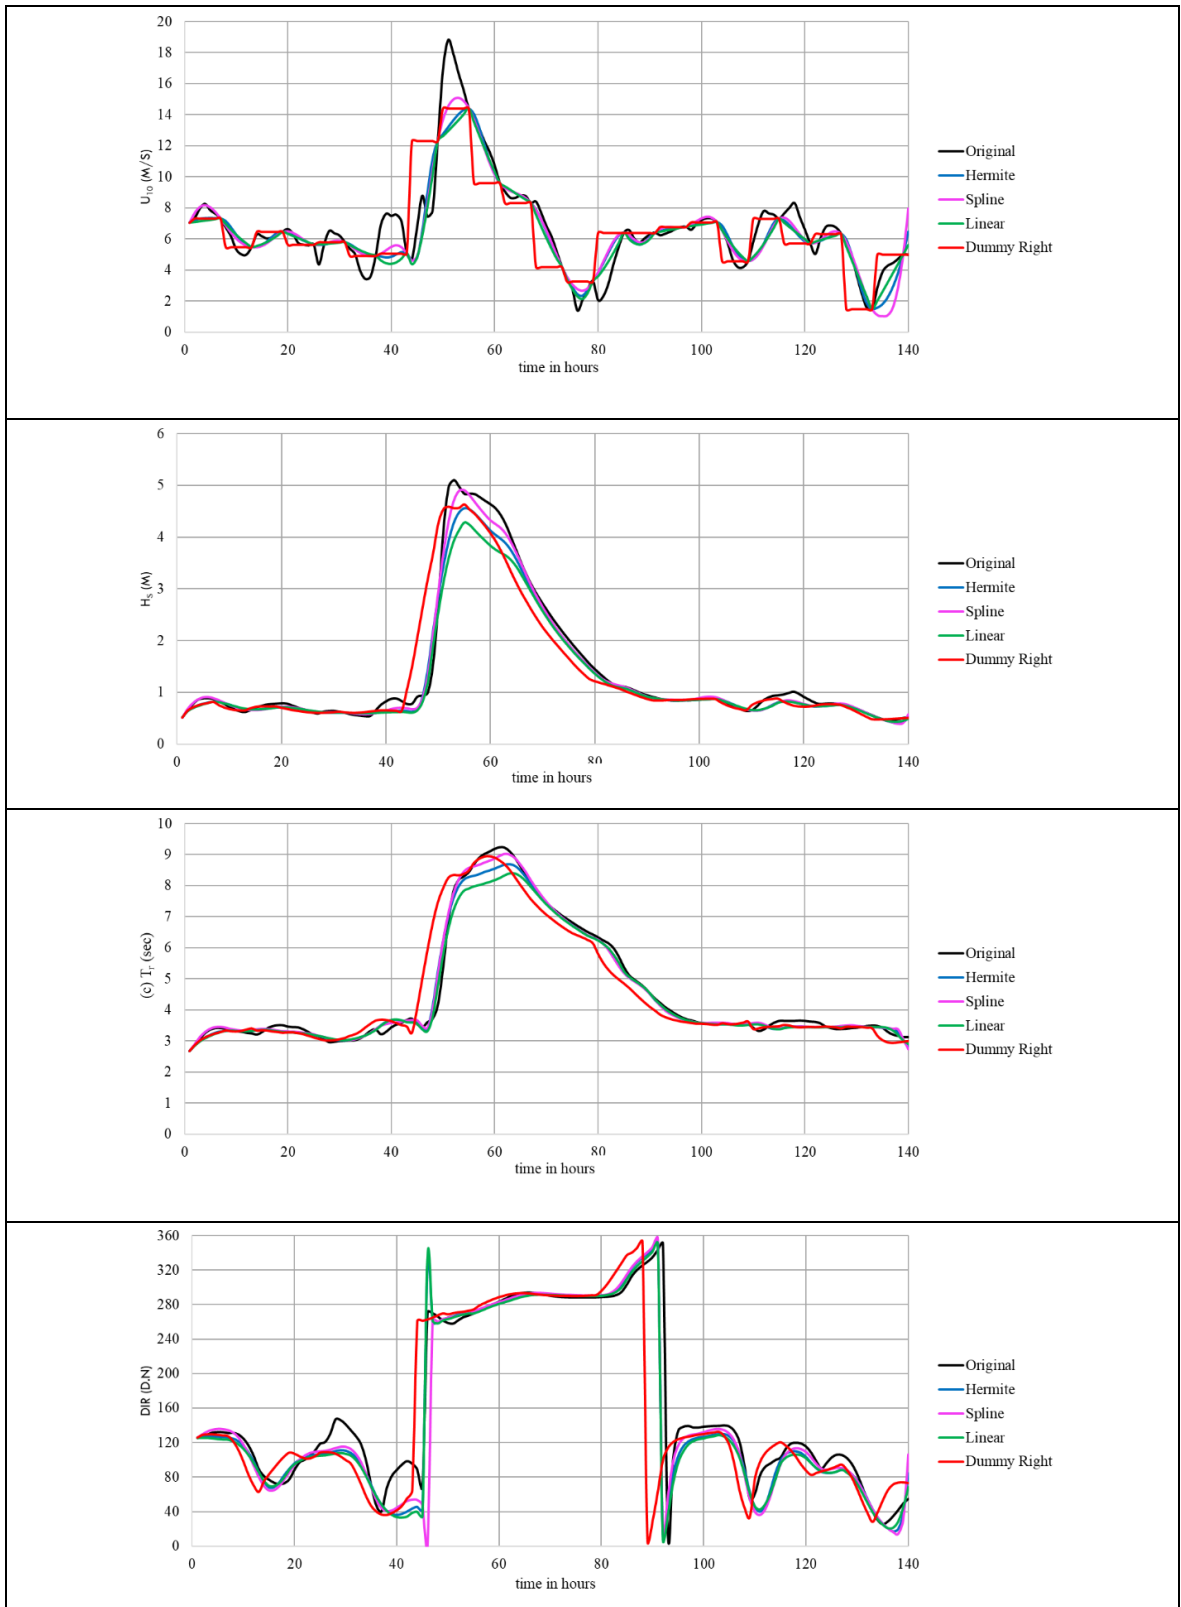 20
18
16
14
12
10
8
6
4
2
0
U10 (M/S)
0 20 40 60 80 100 120 140
time in hours
Original
Hermite
Spline
Linear
Dummy Right
6
5
4
3
2
1
0
HS (M)
0 20 40 60 80 100 120 140
time in hours
Original
Hermite
Spline
Linear
Dummy Right
10
9
8
7
6
5
4
3
2
1
0
(c) Tr (sec)
0 20 40 60 80 100 120 140
time in hours
Original
Hermite
Spline
Linear
Dummy Right
360
320
280
240
200
160
120
80
40
0
DIR (D.N)
0 20 40 60 80 100 120 140
time in hours
Original
Hermite
Spline
Linear
Dummy Right